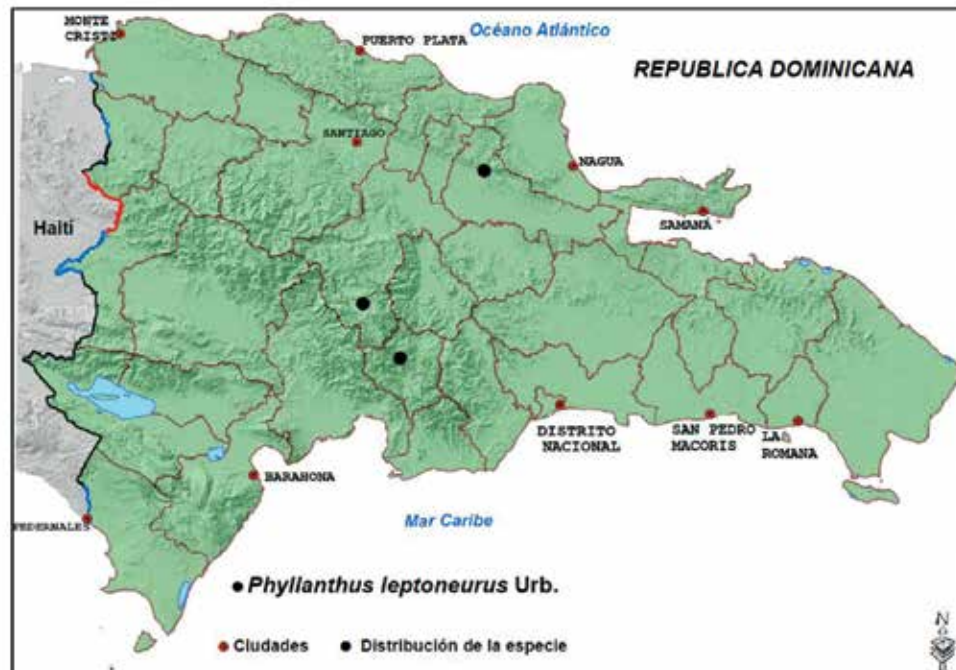 MONTE
CRISTI
PUERTO PLATA
Océano Atlántico
REPUBLICA DOMINICANA
SANTIAGO
NAGUA
SAMANÁ
Haití
DISTRITO
NACIONAL
SAN PEDRO
MACORIS
LA
ROMANA
BARAHONA
PEDERNALES
Mar Caribe
Phyllanthus leptoneurus Urb.
Ciudades
Distribución de la especie
N